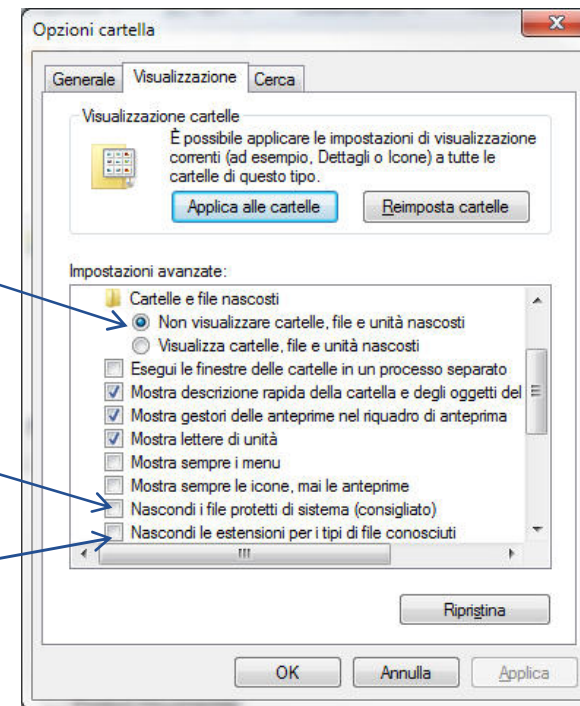 Opzioni cartella
Generale Visualizzazione Cerca
Visualizzazione cartelle
È possibile applicare le impostazioni di visualizzazione
correnti (ad esempio, Dettagli o Icone) a tutte le
cartelle di questo tipo.
Applica alle cartelle Reimposta cartelle
Impostazioni avanzate:
Cartelle e file nascosti
Non visualizzare cartelle, file e unità nascosti
Visualizza cartelle, file e unità nascosti
Esegui le finestre delle cartelle in un processo separato
Mostra descrizione rapida della cartella e degli oggetti del
Mostra gestori delle anteprime nel riquadro di anteprima
Mostra lettere di unità
Mostra sempre i menu
Mostra sempre le icone, mai le anteprime
Nascondi i file protetti di sistema (consigliato)
Nascondi le estensioni per i tipi di file conosciuti
Ripristina
OK Annulla Applica